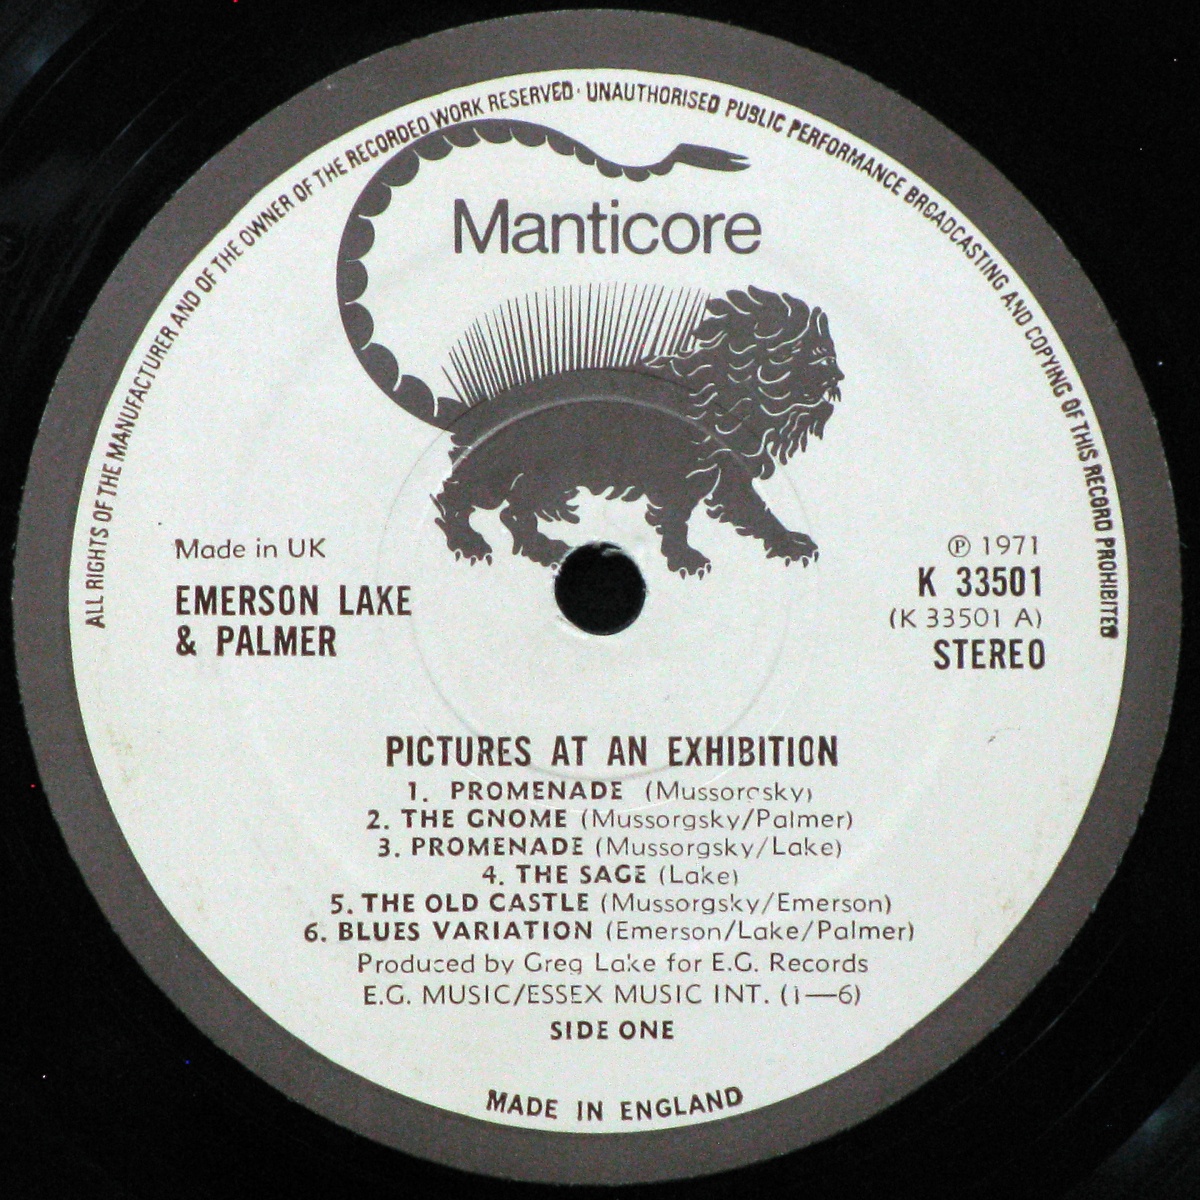 ALL RIGHTS OF THE MANUFACTURER AND OF THE OWNER OF THE RECORDED WORK RESERVED · UNAUTHORISED PUBLIC PERFORMANCE BROADCASTING AND COPYING OF THIS RECORD PROHIBITED
Manticore
Made in UK
EMERSON LAKE
& PALMER
℗ 1971
K 33501
(K 33501 A)
STEREO
PICTURES AT AN EXHIBITION
1. PROMENADE (Mussorgsky)
2. THE GNOME (Mussorgsky/Palmer)
3. PROMENADE (Mussorgsky/Lake)
4. THE SAGE (Lake)
5. THE OLD CASTLE (Mussorgsky/Emerson)
6. BLUES VARIATION (Emerson/Lake/Palmer)
Produced by Greg Lake for E.G. Records
E.G. MUSIC/ESSEX MUSIC INT. (1—6)
SIDE ONE
MADE IN ENGLAND